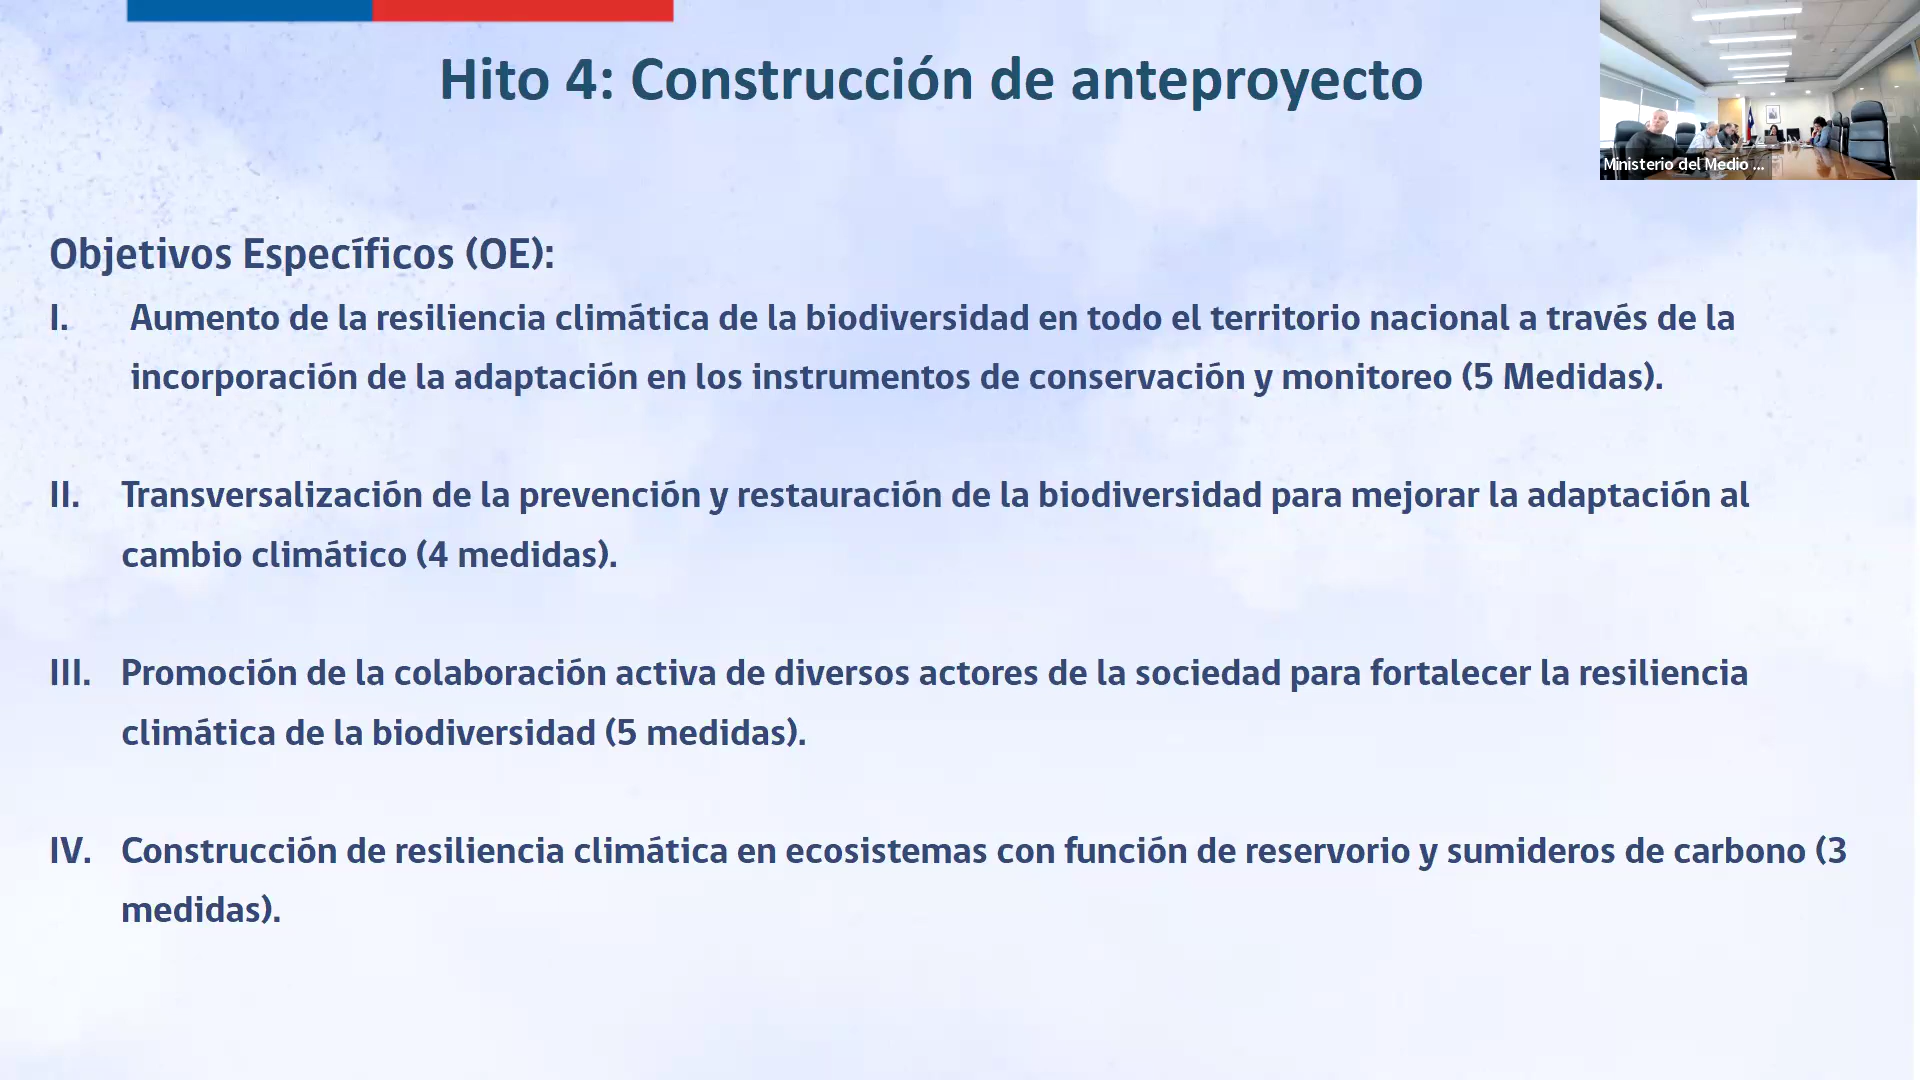 Hito 4: Construcción de anteproyecto
Ministerio del Medio ...
Objetivos Específicos (OE):
I. Aumento de la resiliencia climática de la biodiversidad en todo el territorio nacional a través de la
incorporación de la adaptación en los instrumentos de conservación y monitoreo (5 Medidas).
II. Transversalización de la prevención y restauración de la biodiversidad para mejorar la adaptación al
cambio climático (4 medidas).
III. Promoción de la colaboración activa de diversos actores de la sociedad para fortalecer la resiliencia
climática de la biodiversidad (5 medidas).
IV. Construcción de resiliencia climática en ecosistemas con función de reservorio y sumideros de carbono (3
medidas).